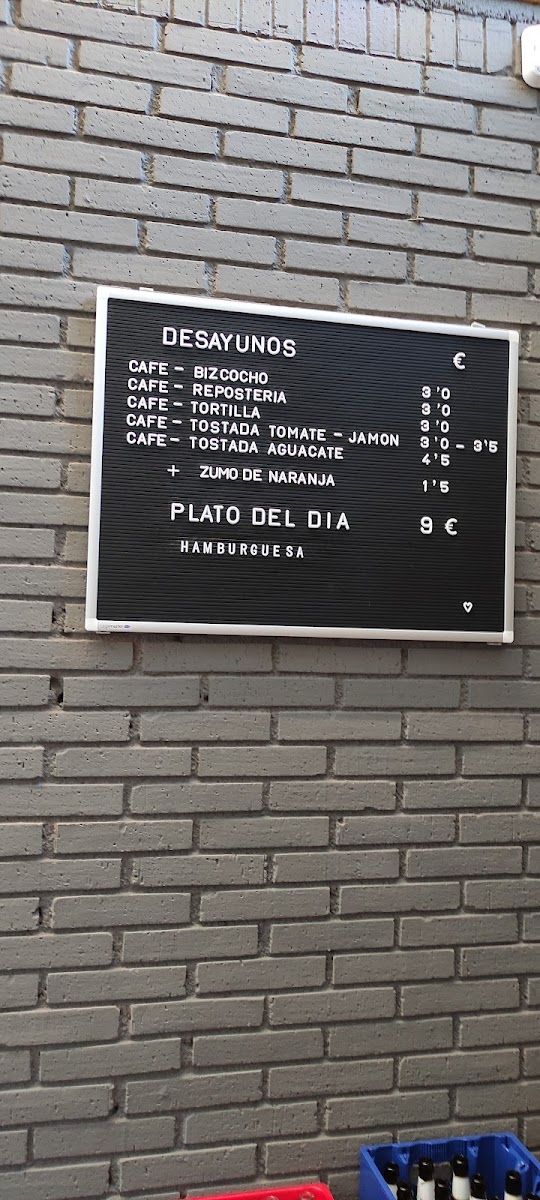 DESAYUNOS €
CAFE - BIZCOCHO 3'0
CAFE - REPOSTERIA 3'0
CAFE - TORTILLA 3'0
CAFE - TOSTADA TOMATE - JAMON 3'0 - 3'5
CAFE - TOSTADA AGUACATE 4'5
+ ZUMO DE NARANJA 1'5
PLATO DEL DIA 9 €
HAMBURGUESA